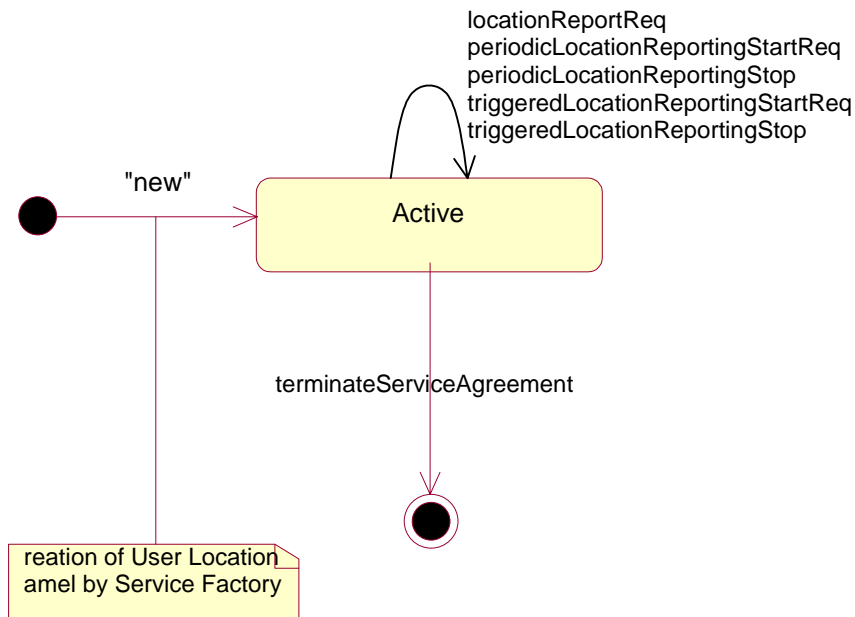 locationReportReq
periodicLocationReportingStartReq
periodicLocationReportingStop
triggeredLocationReportingStartReq
triggeredLocationReportingStop
"new"
Active
terminateServiceAgreement
reation of User Location
amel by Service Factory